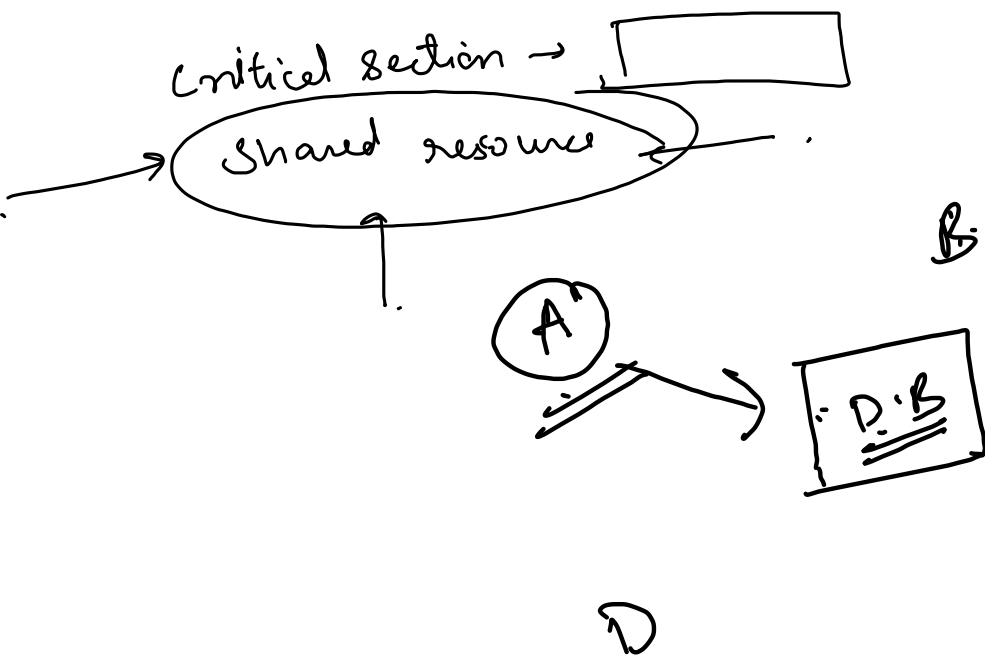 Critical section →
Shared resource
B
A
D.B
D